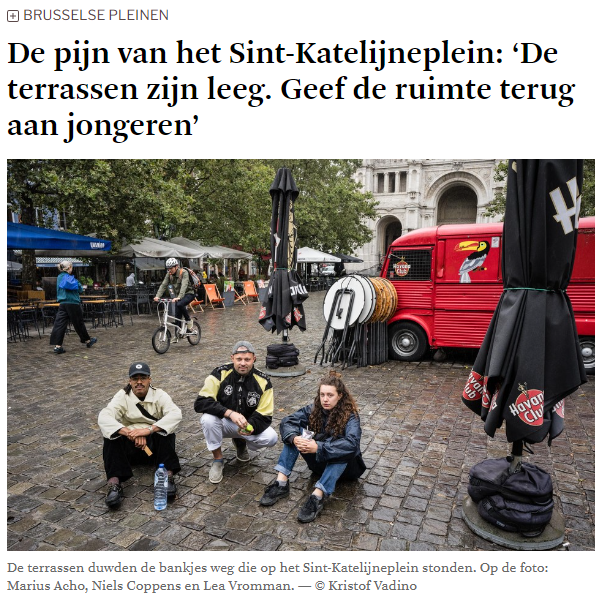 BRUSSELSE PLEINEN
De pijn van het Sint-Katelijneplein: ‘De
terrassen zijn leeg. Geef de ruimte terug
aan jongeren’
Havana
Club
De terrassen duwden de bankjes weg die op het Sint-Katelijneplein stonden. Op de foto:
Marius Acho, Niels Coppens en Lea Vromman. — © Kristof Vadino